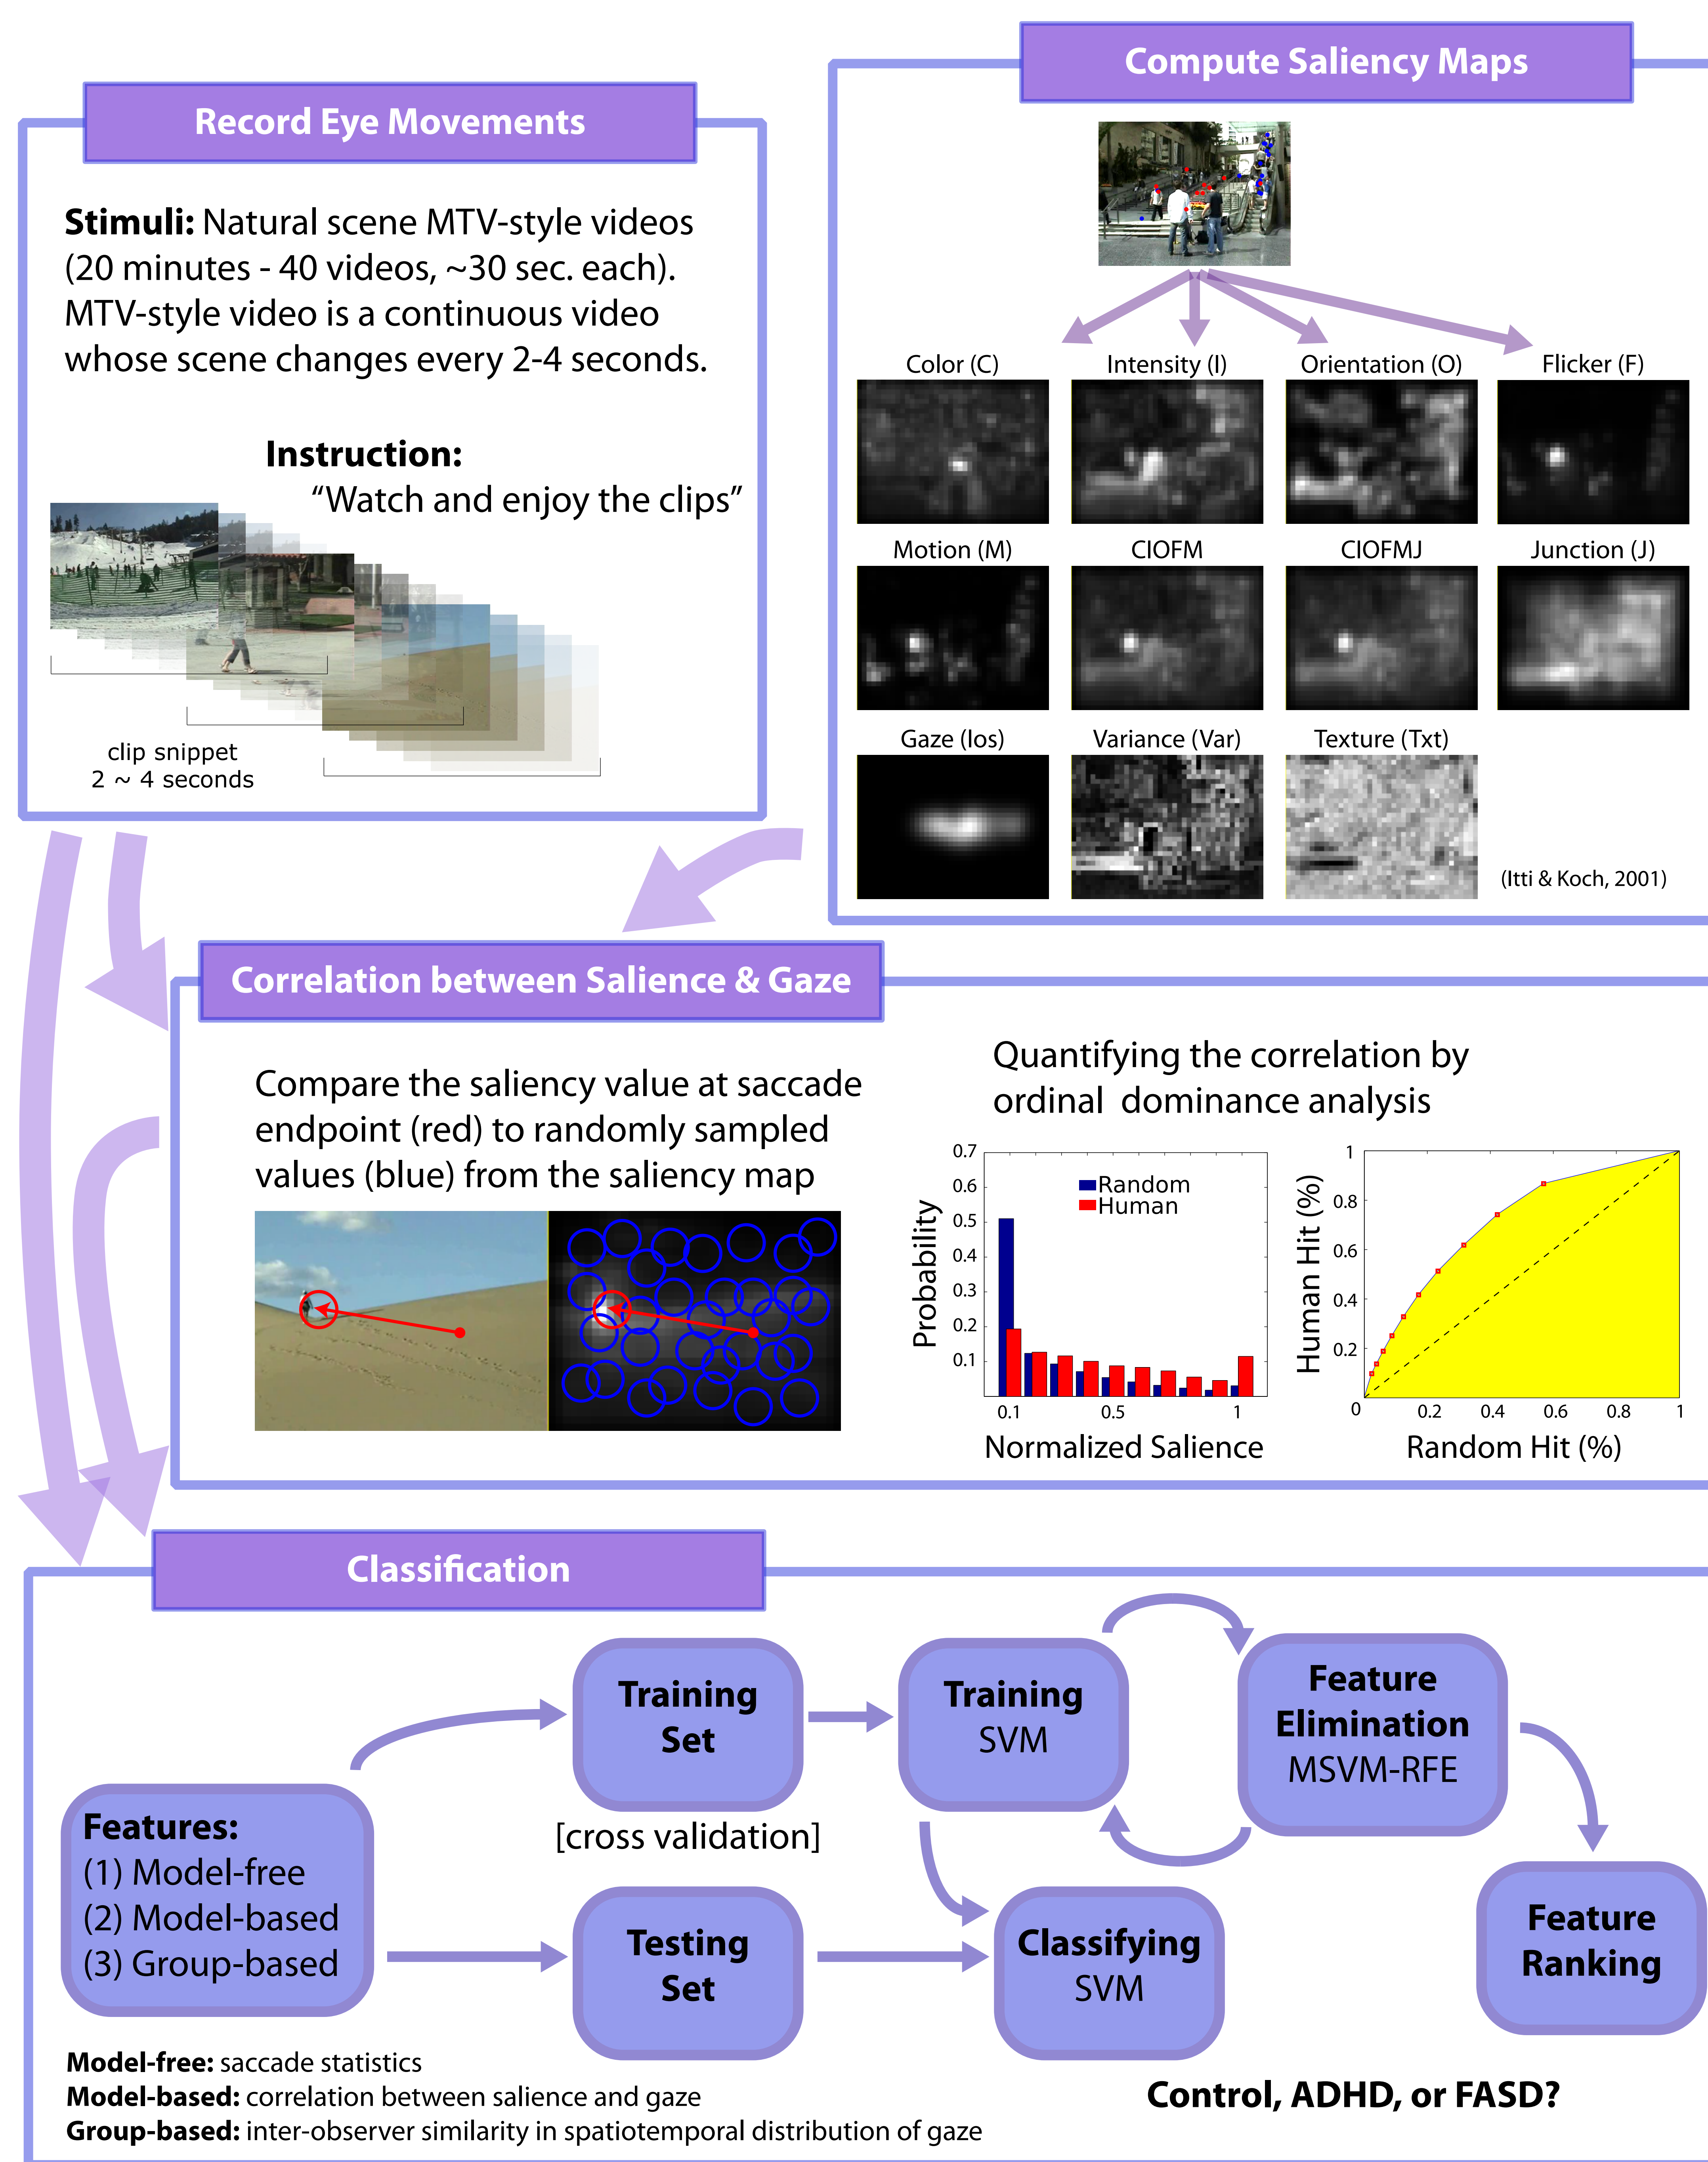 Record Eye Movements
Stimuli: Natural scene MTV-style videos
(20 minutes - 40 videos, ~30 sec. each).
MTV-style video is a continuous video
whose scene changes every 2-4 seconds.
Instruction:
“Watch and enjoy the clips”
clip snippet
2 ~ 4 seconds
Compute Saliency Maps
Color (C)
Intensity (I)
Orientation (O)
Flicker (F)
Motion (M)
CIOFM
CIOFMJ
Junction (J)
Gaze (Ios)
Variance (Var)
Texture (Txt)
(Itti & Koch, 2001)
Correlation between Salience & Gaze
Compare the saliency value at saccade
endpoint (red) to randomly sampled
values (blue) from the saliency map
Quantifying the correlation by
ordinal dominance analysis
Probability
0.7
0.6
0.5
0.4
0.3
0.2
0.1
Random
Human
0.1 0.5 1
Normalized Salience
Human Hit (%)
1
0.8
0.6
0.4
0.2
0 0.2 0.4 0.6 0.8 1
Random Hit (%)
Classification
Features:
(1) Model-free
(2) Model-based
(3) Group-based
Training
Set
[cross validation]
Testing
Set
Training
SVM
Classifying
SVM
Feature
Elimination
MSVM-RFE
Feature
Ranking
Model-free: saccade statistics
Model-based: correlation between salience and gaze
Group-based: inter-observer similarity in spatiotemporal distribution of gaze
Control, ADHD, or FASD?